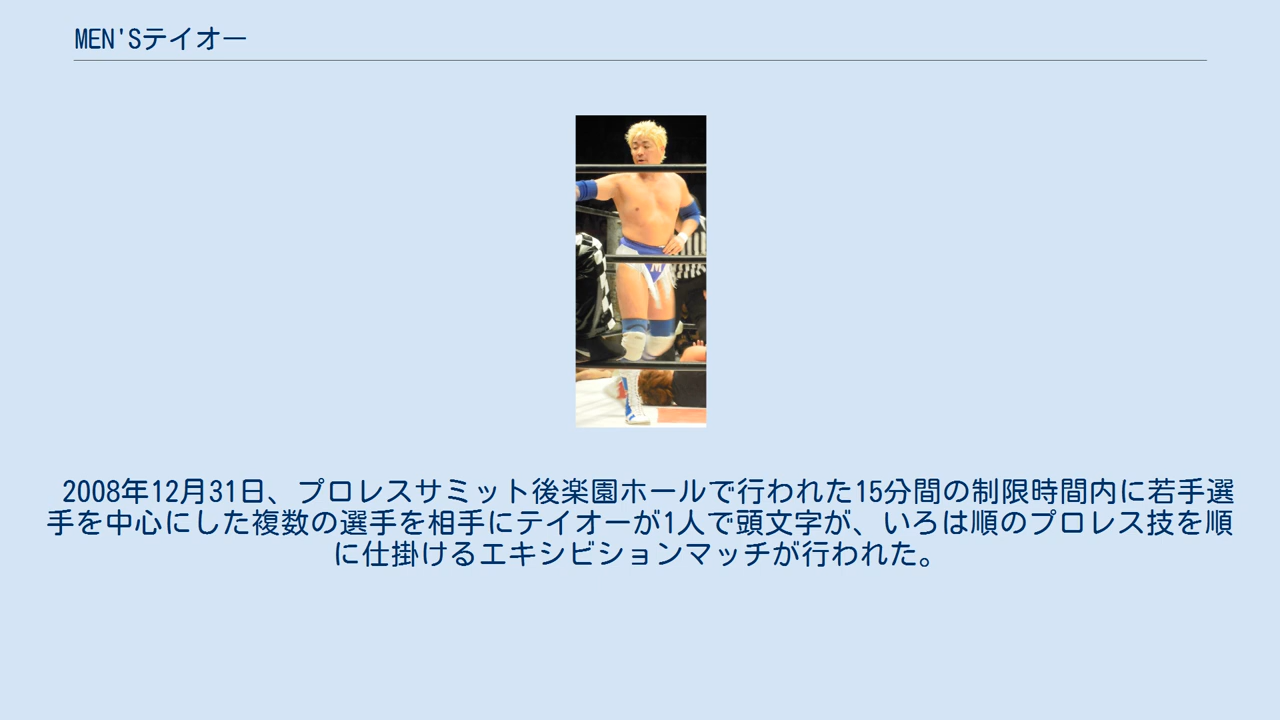 MEN'Sテイオー
M
2008年12月31日、プロレスサミット後楽園ホールで行われた15分間の制限時間内に若手選
手を中心にした複数の選手を相手にテイオーが1人で頭文字が、いろは順のプロレス技を順
に仕掛けるエキシビションマッチが行われた。